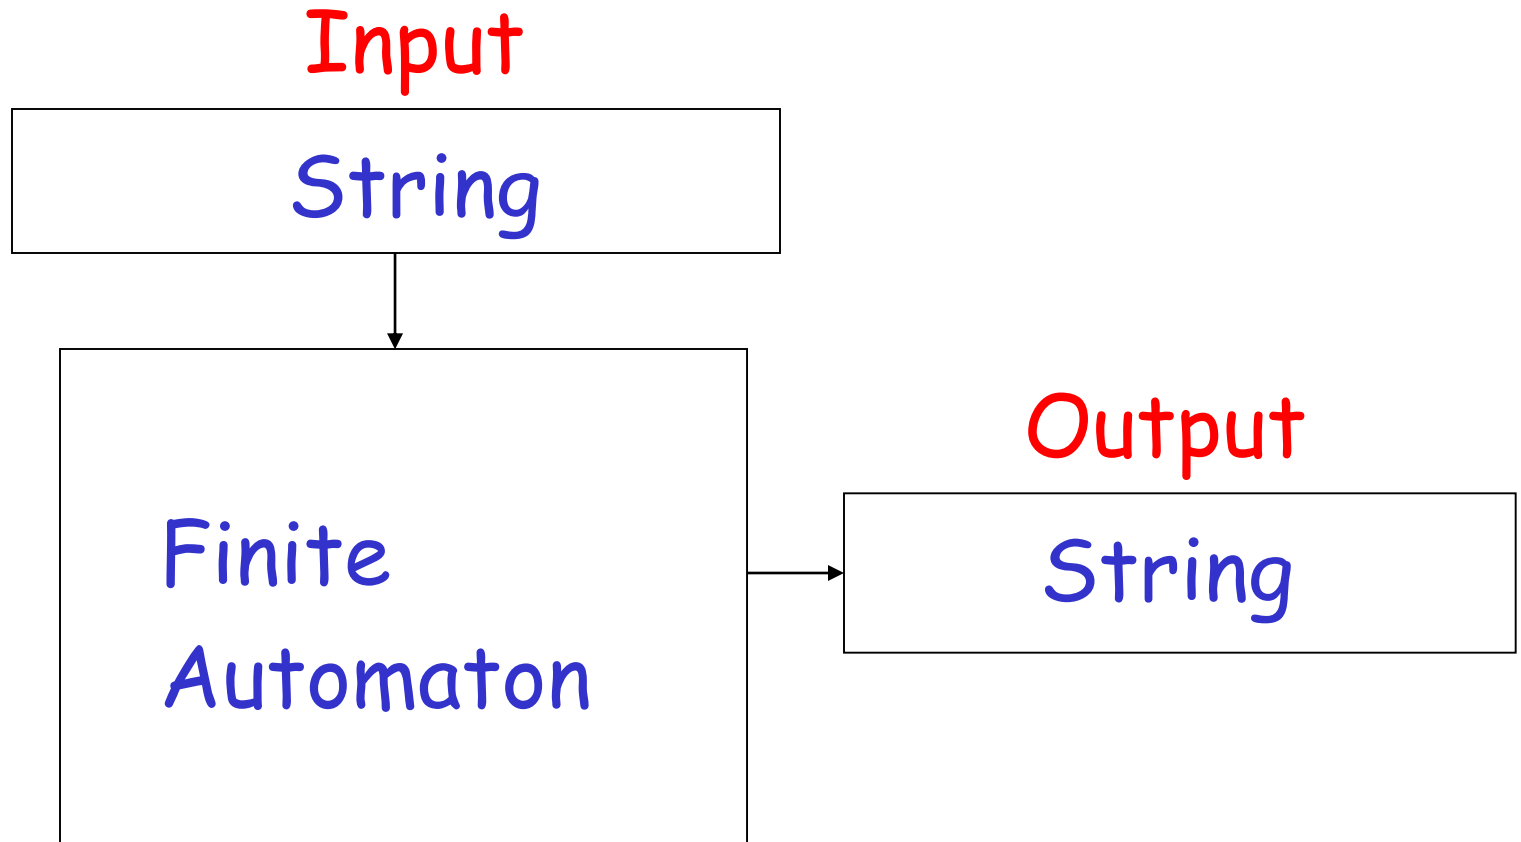 Input
String
Output
String
Finite
Automaton